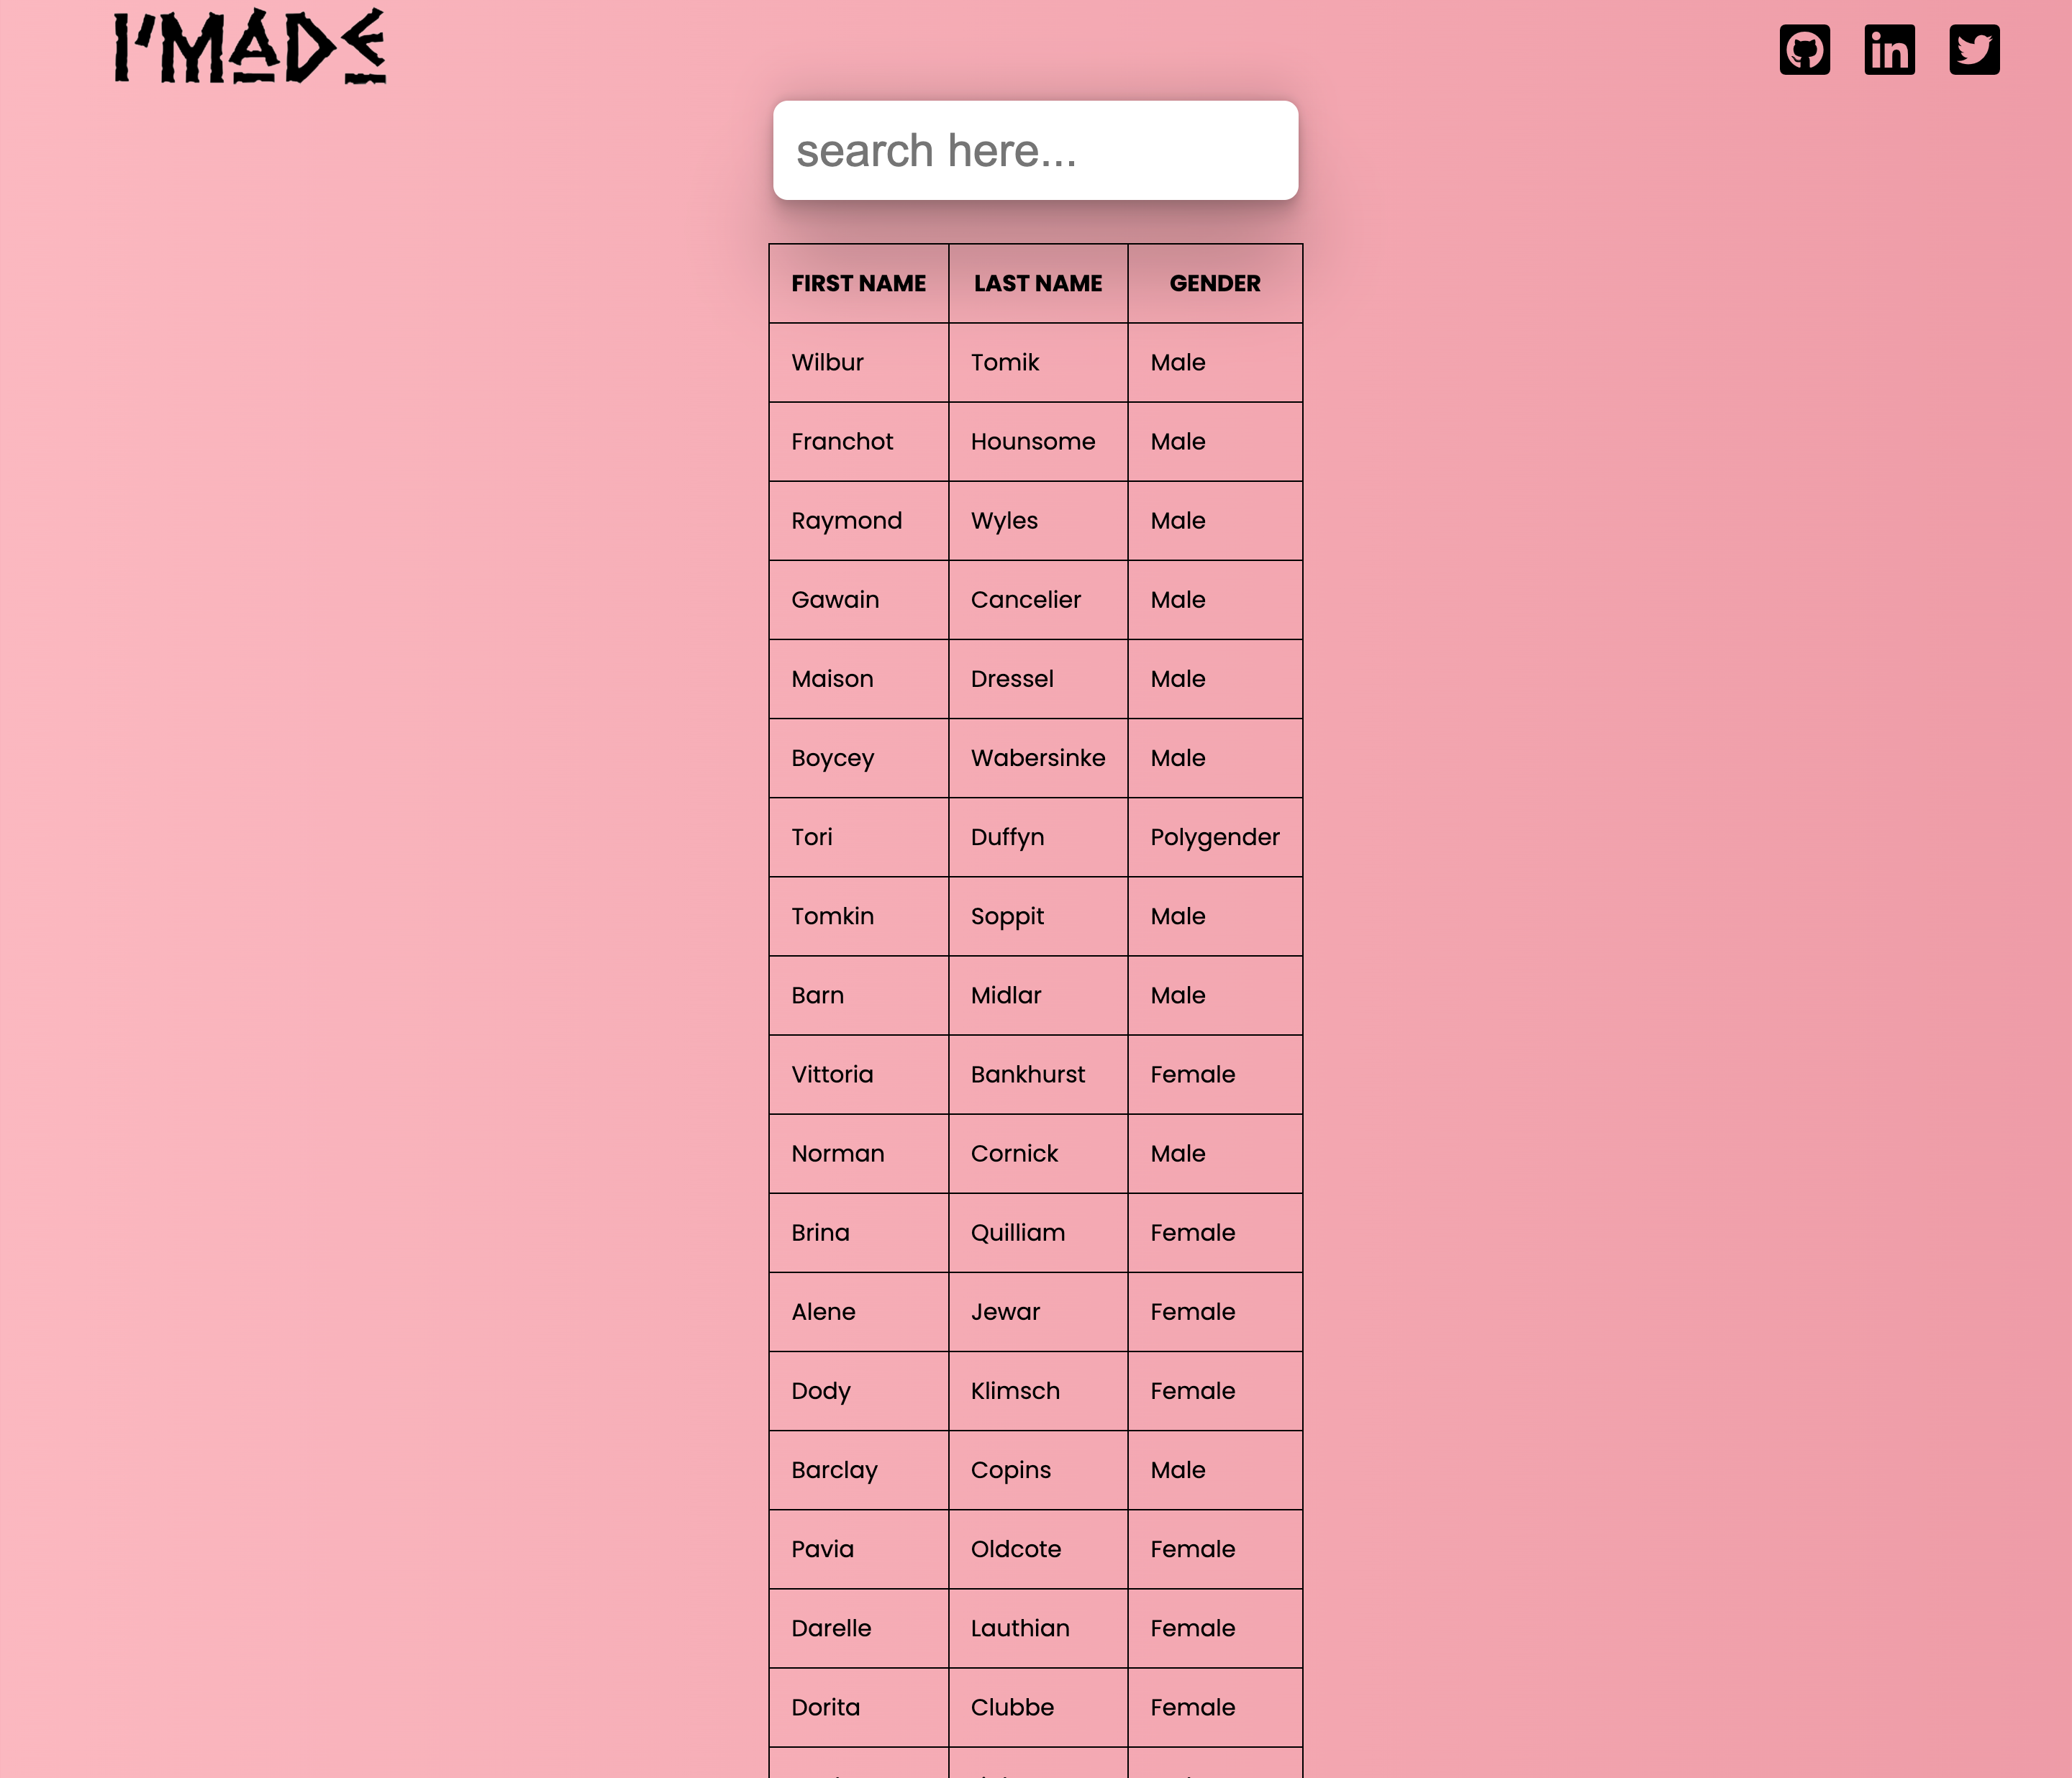 I'MADE
search here...
FIRST NAME LAST NAME GENDER
Wilbur Tomik Male
Franchot Hounsome Male
Raymond Wyles Male
Gawain Cancelier Male
Maison Dressel Male
Boycey Wabersinke Male
Tori Duffyn Polygender
Tomkin Soppit Male
Barn Midlar Male
Vittoria Bankhurst Female
Norman Cornick Male
Brina Quilliam Female
Alene Jewar Female
Dody Klimsch Female
Barclay Copins Male
Pavia Oldcote Female
Darelle Lauthian Female
Dorita Clubbe Female